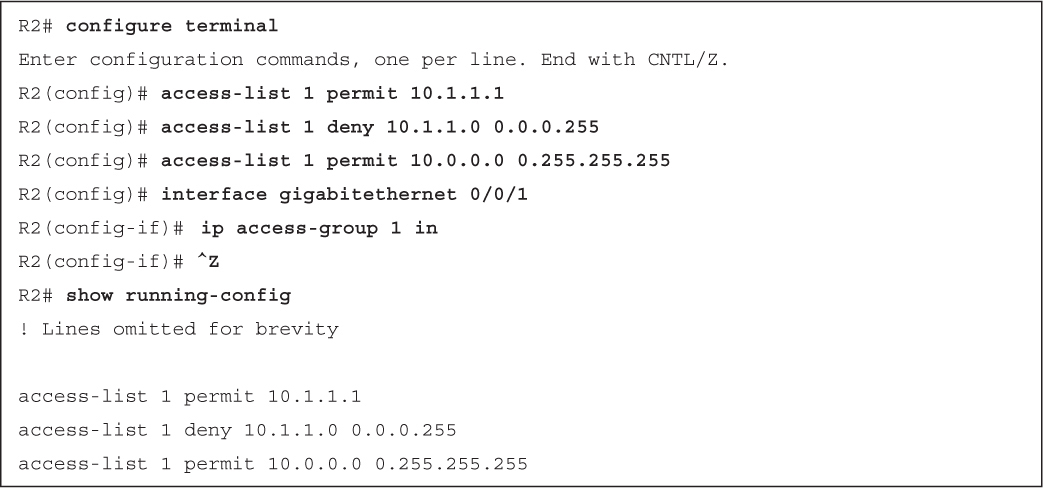 R2# configure terminal
Enter configuration commands, one per line. End with CNTL/Z.
R2(config)# access-list 1 permit 10.1.1.1
R2(config)# access-list 1 deny 10.1.1.0 0.0.0.255
R2(config)# access-list 1 permit 10.0.0.0 0.255.255.255
R2(config)# interface gigabitethernet 0/0/1
R2(config-if)# ip access-group 1 in
R2(config-if)# ^Z
R2# show running-config
! Lines omitted for brevity
access-list 1 permit 10.1.1.1
access-list 1 deny 10.1.1.0 0.0.0.255
access-list 1 permit 10.0.0.0 0.255.255.255